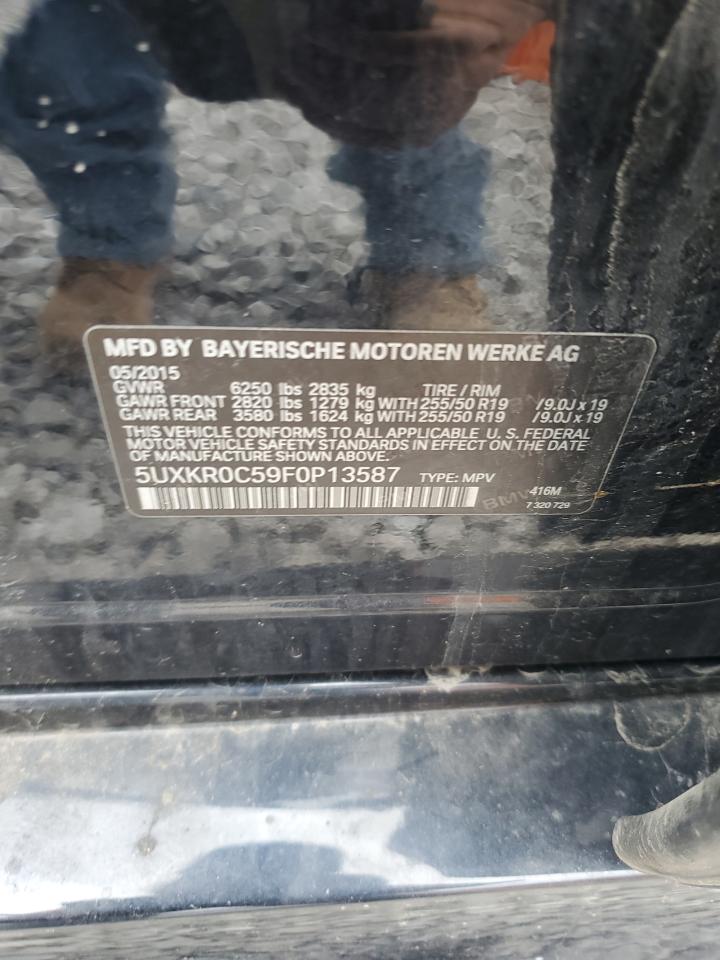 MFD BY BAYERISCHE MOTOREN WERKE AG
05/2015
GVWR 6250 lbs 2835 kg TIRE / RIM
GAWR FRONT 2820 lbs 1279 kg WITH 255/50 R19 /9.0J x 19
GAWR REAR 3580 lbs 1624 kg WITH 255/50 R19 /9.0J x 19
THIS VEHICLE CONFORMS TO ALL APPLICABLE U. S. FEDERAL
MOTOR VEHICLE SAFETY STANDARDS IN EFFECT ON THE DATE
OF MANUFACTURE SHOWN ABOVE.
5UXKR0C59F0P13587 TYPE: MPV
416M
BMW
7 320 729